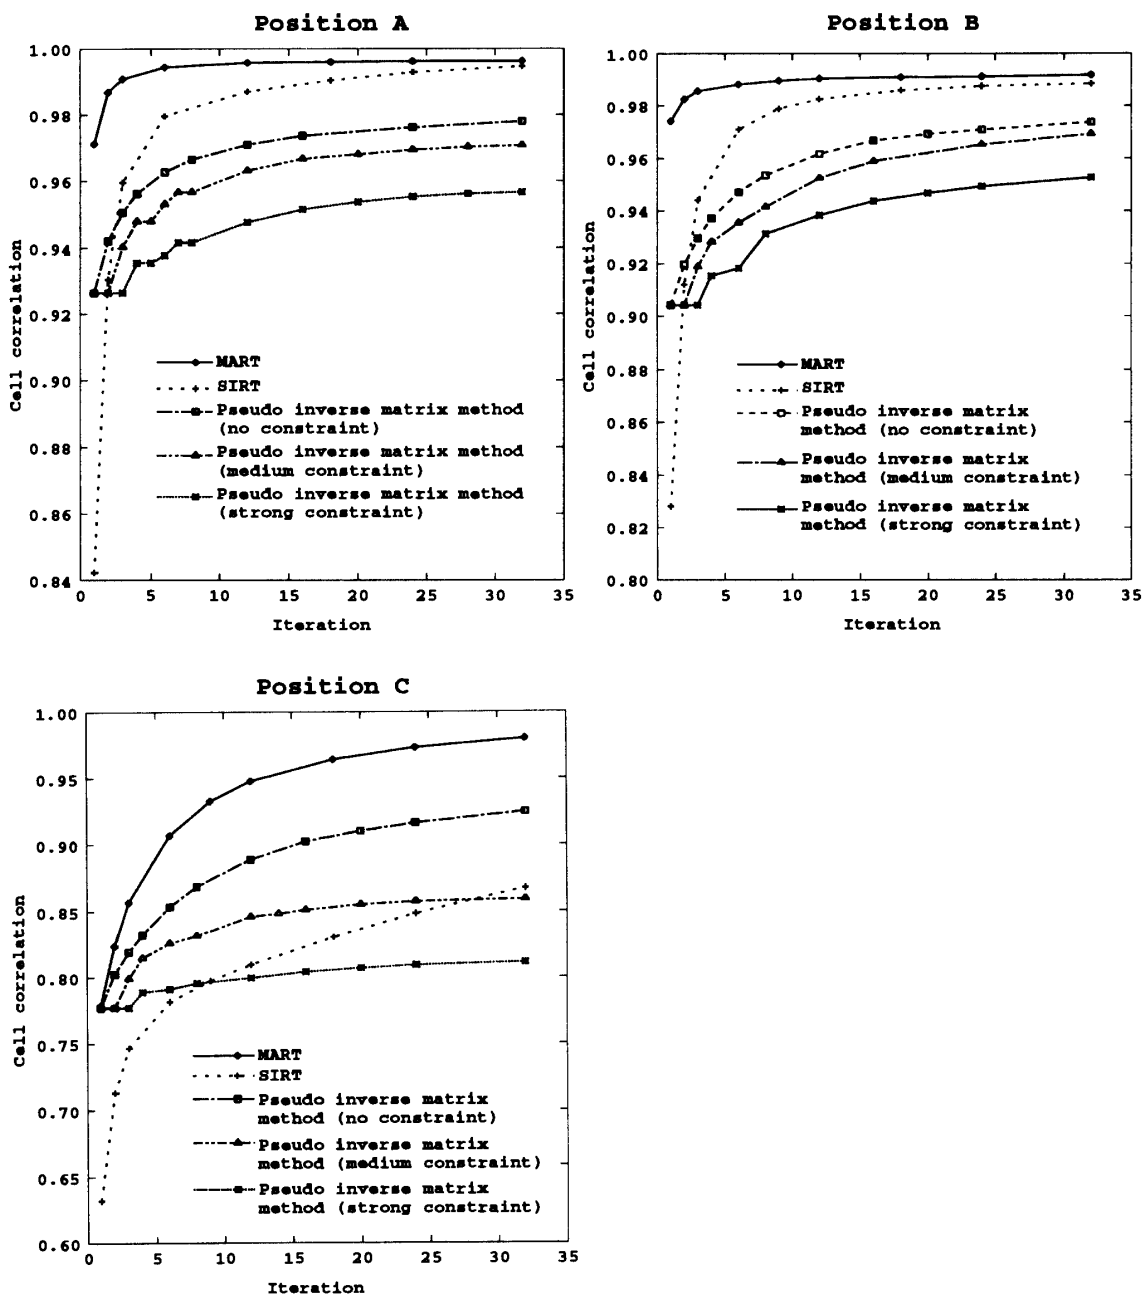 Position A
1.00
0.98
0.96
0.94
0.92
0.90
0.88
0.86
0.84
Cell correlation
MART
SIRT
Pseudo inverse matrix method
(no constraint)
Pseudo inverse matrix method
(medium constraint)
Pseudo inverse matrix method
(strong constraint)
0 5 10 15 20 25 30 35
Iteration
Position B
1.00
0.98
0.96
0.94
0.92
0.90
0.88
0.86
0.84
0.82
0.80
Cell correlation
MART
SIRT
Pseudo inverse matrix
method (no constraint)
Pseudo inverse matrix
method (medium constraint)
Pseudo inverse matrix
method (strong constraint)
0 5 10 15 20 25 30 35
Iteration
Position C
1.00
0.95
0.90
0.85
0.80
0.75
0.70
0.65
0.60
Cell correlation
MART
SIRT
Pseudo inverse matrix
method (no constraint)
Pseudo inverse matrix
method (medium constraint)
Pseudo inverse matrix
method (strong constraint)
0 5 10 15 20 25 30 35
Iteration